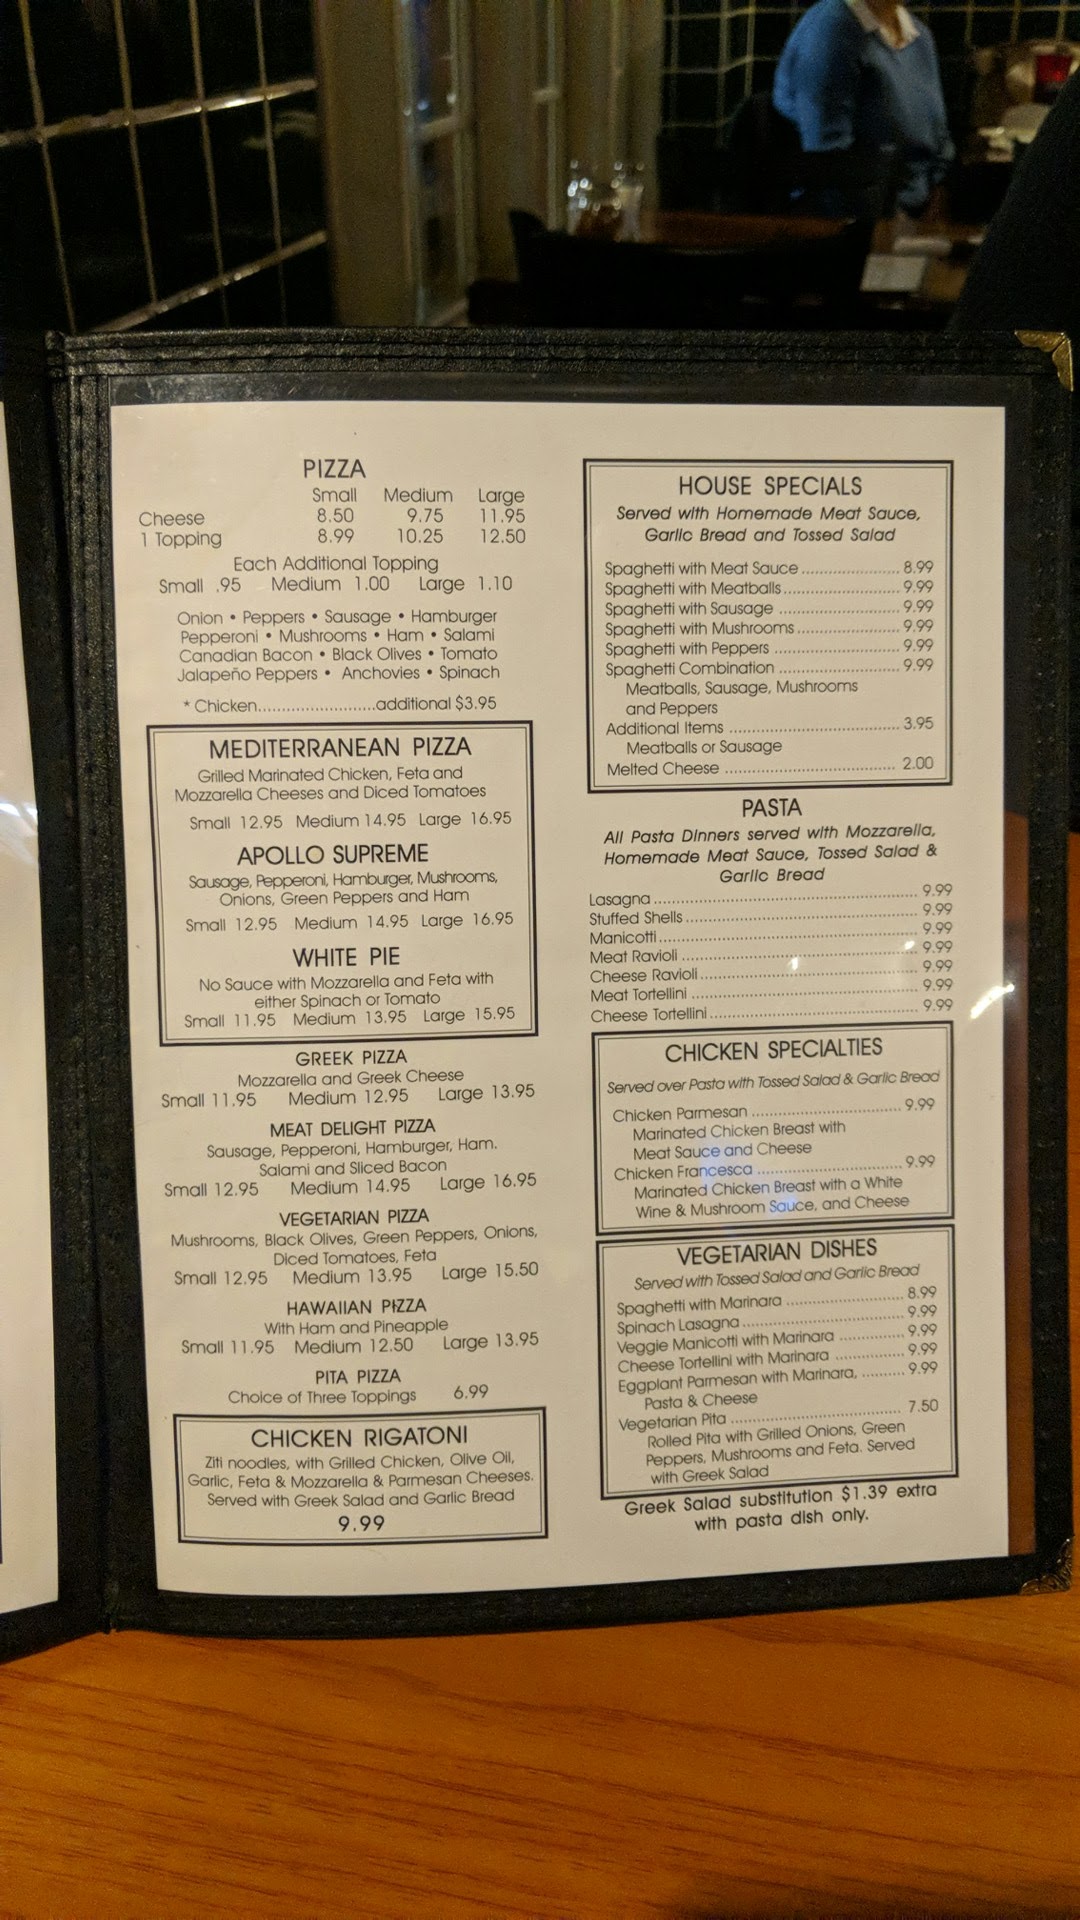 PIZZA
Small Medium Large
Cheese 8.50 9.75 11.95
1 Topping 8.99 10.25 12.50
Each Additional Topping
Small .95 Medium 1.00 Large 1.10
Onion • Peppers • Sausage • Hamburger
Pepperoni • Mushrooms • Ham • Salami
Canadian Bacon • Black Olives • Tomato
Jalapeño Peppers • Anchovies • Spinach
* Chicken..........................additional $3.95
MEDITERRANEAN PIZZA
Grilled Marinated Chicken, Feta and
Mozzarella Cheeses and Diced Tomatoes
Small 12.95 Medium 14.95 Large 16.95
APOLLO SUPREME
Sausage, Pepperoni, Hamburger, Mushrooms,
Onions, Green Peppers and Ham
Small 12.95 Medium 14.95 Large 16.95
WHITE PIE
No Sauce with Mozzarella and Feta with
either Spinach or Tomato
Small 11.95 Medium 13.95 Large 15.95
GREEK PIZZA
Mozzarella and Greek Cheese
Small 11.95 Medium 12.95 Large 13.95
MEAT DELIGHT PIZZA
Sausage, Pepperoni, Hamburger, Ham.
Salami and Sliced Bacon
Small 12.95 Medium 14.95 Large 16.95
VEGETARIAN PIZZA
Mushrooms, Black Olives, Green Peppers, Onions,
Diced Tomatoes, Feta
Small 12.95 Medium 13.95 Large 15.50
HAWAIIAN PIZZA
With Ham and Pineapple
Small 11.95 Medium 12.50 Large 13.95
PITA PIZZA
Choice of Three Toppings 6.99
CHICKEN RIGATONI
Ziti noodles, with Grilled Chicken, Olive Oil,
Garlic, Feta & Mozzarella & Parmesan Cheeses.
Served with Greek Salad and Garlic Bread
9.99
HOUSE SPECIALS
Served with Homemade Meat Sauce,
Garlic Bread and Tossed Salad
Spaghetti with Meat Sauce ...................... 8.99
Spaghetti with Meatballs.......................... 9.99
Spaghetti with Sausage ........................... 9.99
Spaghetti with Mushrooms....................... 9.99
Spaghetti with Peppers ............................ 9.99
Spaghetti Combination ........................... 9.99
Meatballs, Sausage, Mushrooms
and Peppers
Additional Items ...................................... 3.95
Meatballs or Sausage
Melted Cheese ...................................... 2.00
PASTA
All Pasta Dinners served with Mozzarella,
Homemade Meat Sauce, Tossed Salad &
Garlic Bread
Lasagna .......................................................... 9.99
Stuffed Shells ................................................... 9.99
Manicotti......................................................... 9.99
Meat Ravioli .................................................... 9.99
Cheese Ravioli................................................ 9.99
Meat Tortellini .................................................. 9.99
Cheese Tortellini.............................................. 9.99
CHICKEN SPECIALTIES
Served over Pasta with Tossed Salad & Garlic Bread
Chicken Parmesan ................................. 9.99
Marinated Chicken Breast with
Meat Sauce and Cheese
Chicken Francesca ................................ 9.99
Marinated Chicken Breast with a White
Wine & Mushroom Sauce, and Cheese
VEGETARIAN DISHES
Served with Tossed Salad and Garlic Bread
Spaghetti with Marinara .......................... 8.99
Spinach Lasagna .................................... 9.99
Veggie Manicotti with Marinara .............. 9.99
Cheese Tortellini with Marinara ............... 9.99
Eggplant Parmesan with Marinara, .......... 9.99
Pasta & Cheese
Vegetarian Pita ...................................... 7.50
Rolled Pita with Grilled Onions, Green
Peppers, Mushrooms and Feta. Served
with Greek Salad
Greek Salad substitution $1.39 extra
with pasta dish only.